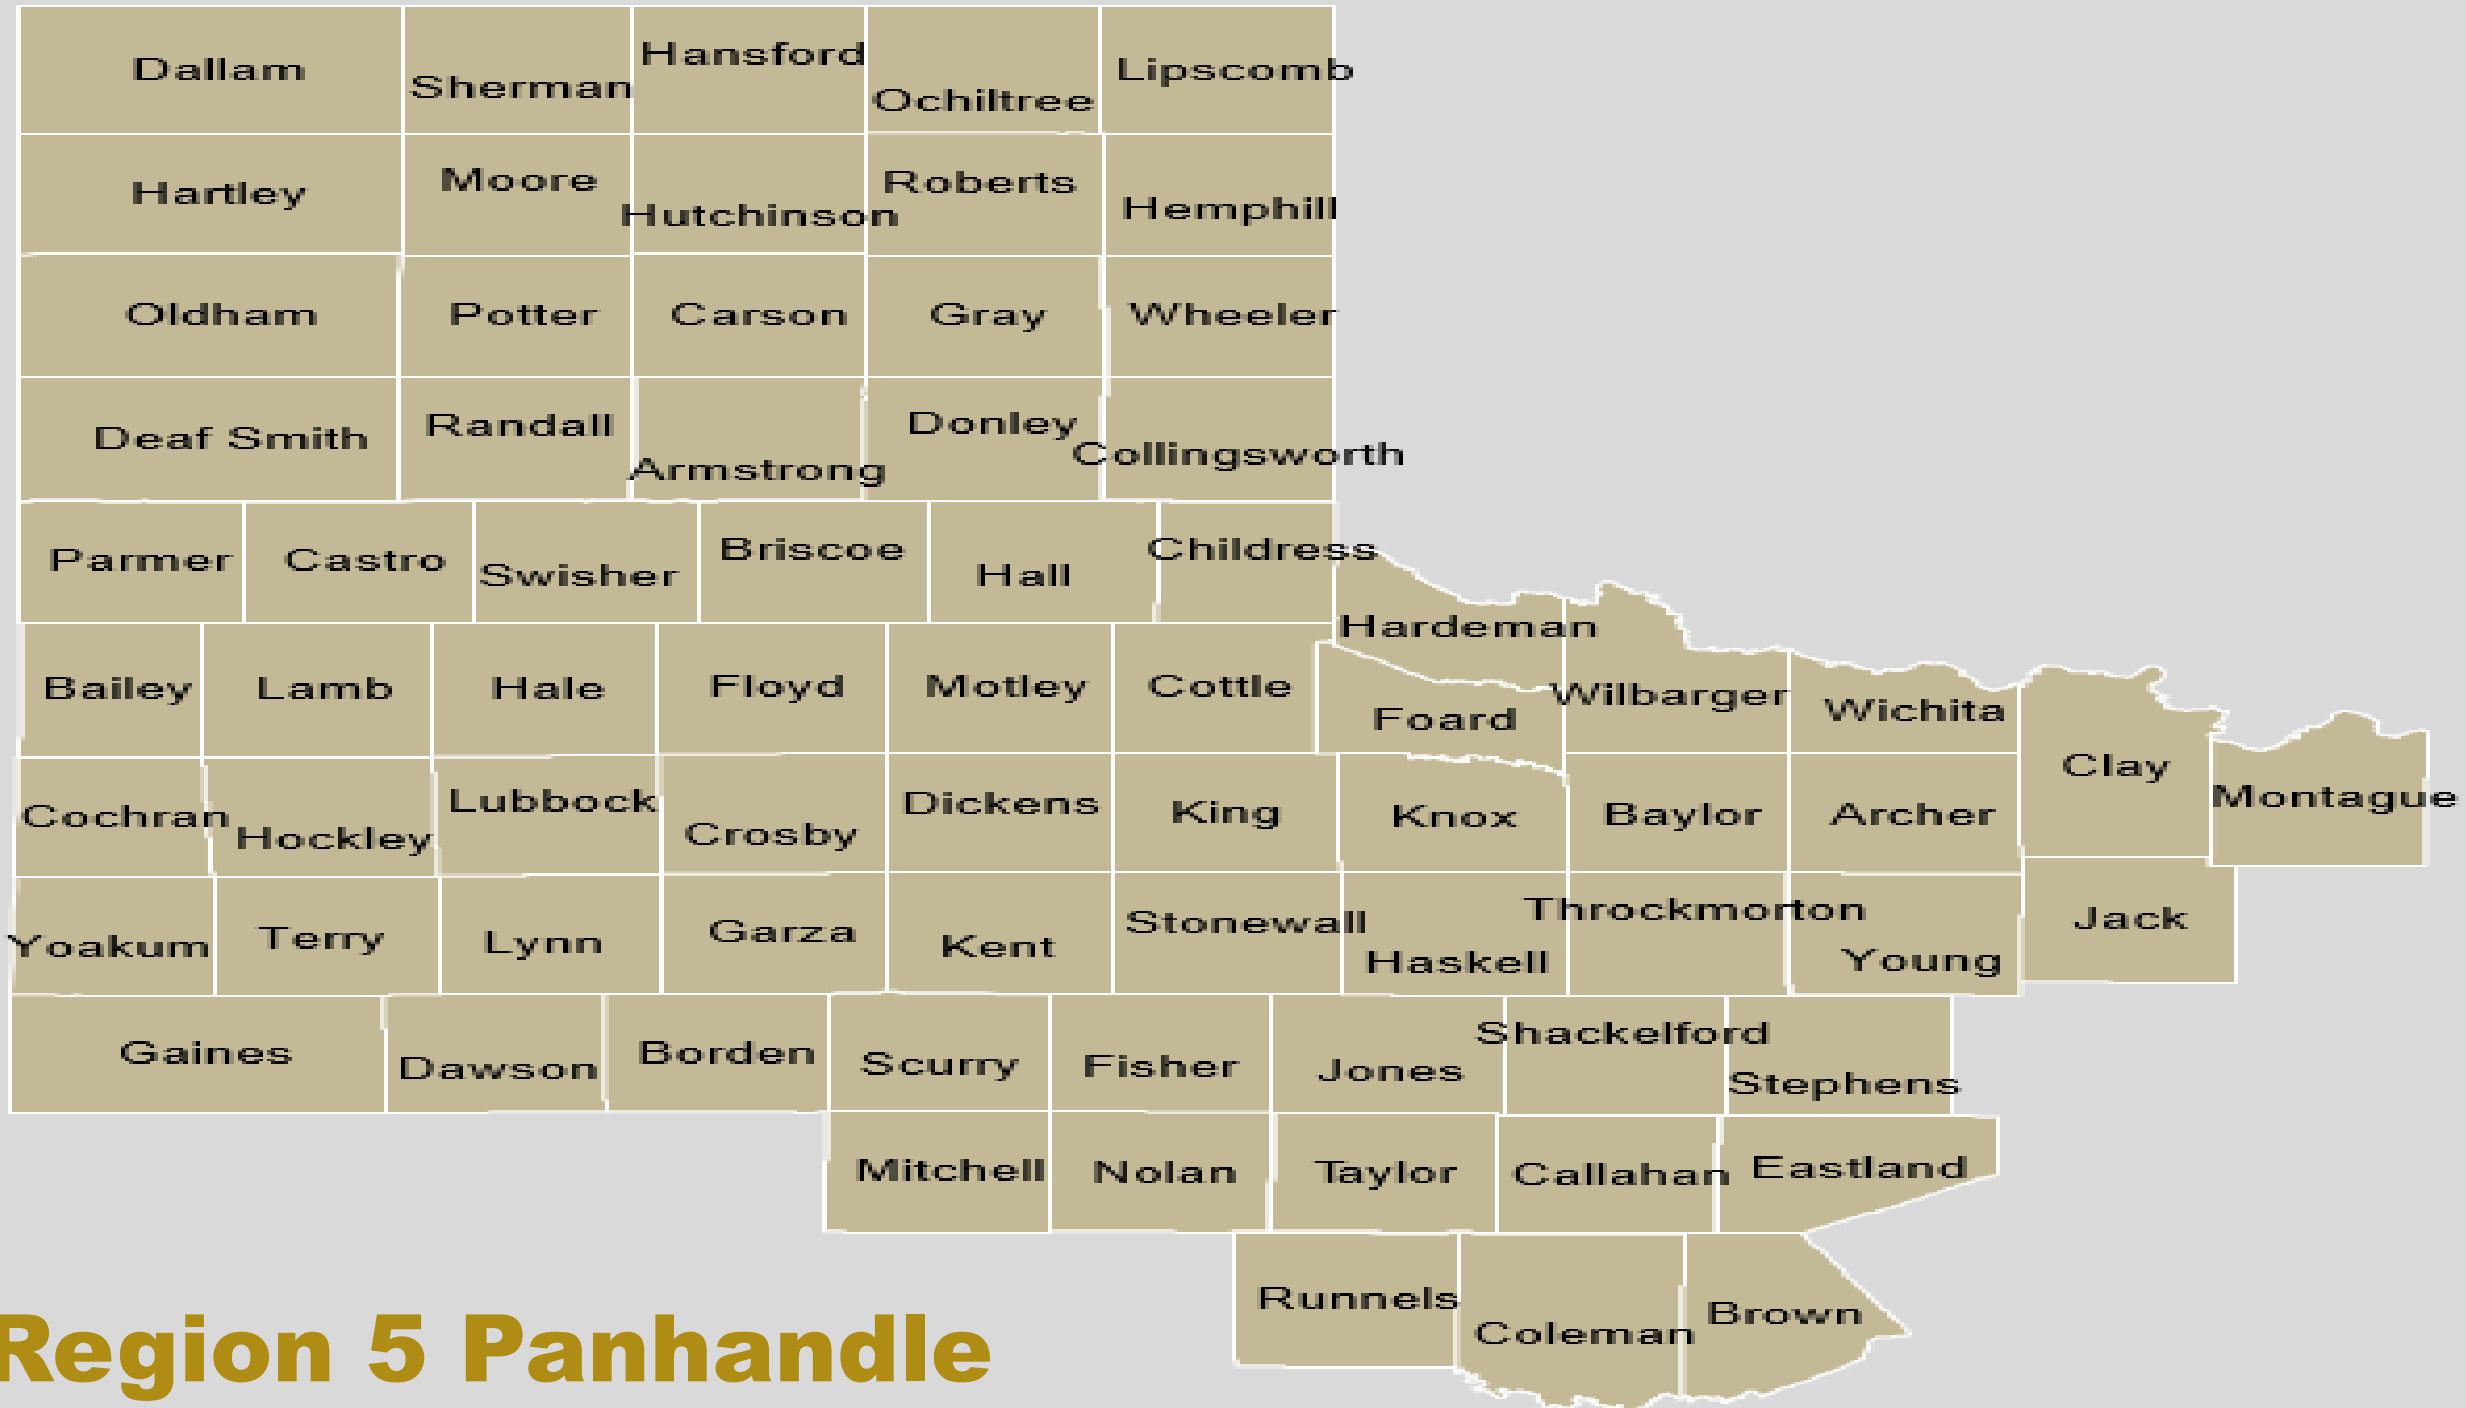 Dallam
Sherman
Hansford
Ochiltree
Lipscomb
Hartley
Moore
Hutchinson
Roberts
Hemphill
Oldham
Potter
Carson
Gray
Wheeler
Deaf Smith
Randall
Armstrong
Donley
Collingsworth
Parmer
Castro
Swisher
Briscoe
Hall
Childress
Hardeman
Bailey
Lamb
Hale
Floyd
Motley
Cottle
Foard
Wilbarger
Wichita
Clay
Montague
Cochran
Hockley
Lubbock
Crosby
Dickens
King
Knox
Baylor
Archer
Yoakum
Terry
Lynn
Garza
Kent
Stonewall
Haskell
Throckmorton
Young
Jack
Gaines
Dawson
Borden
Scurry
Fisher
Jones
Shackelford
Stephens
Mitchell
Nolan
Taylor
Callahan
Eastland
Runnels
Coleman
Brown
Region 5 Panhandle